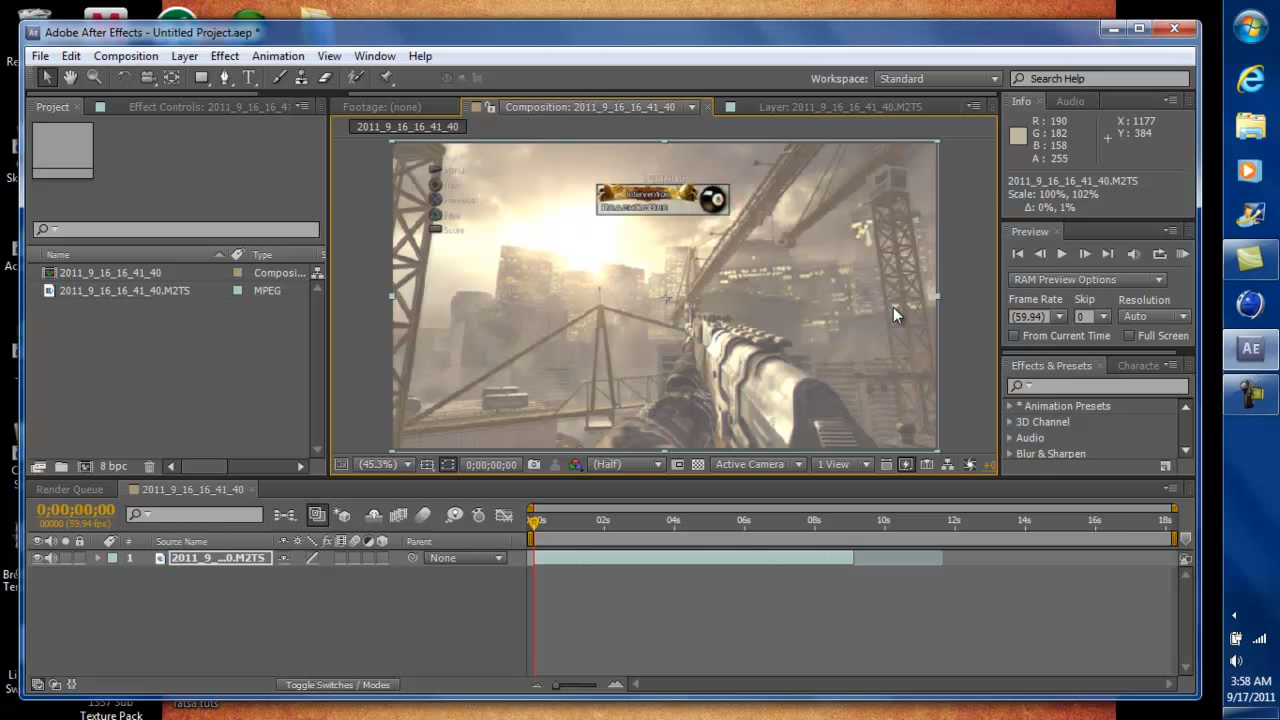 Adobe After Effects - Untitled Project.aep *
File Edit Composition Layer Effect Animation View Window Help
Workspace: Standard Search Help
Project Effect Controls: 2011_9_16_16_41 Footage: (none) Composition: 2011_9_16_16_41_40 Layer: 2011_9_16_16_41_40.M2TS Info Audio
2011_9_16_16_41_40
R: 190 X: 1177
G: 182 Y: 384
B: 158
A: 255
2011_9_16_16_41_40.M2TS
Scale: 100%, 102%
Δ: 0%, 1%
Intervention
Score
Preview
Name Type
2011_9_16_16_41_40 Composi...
2011_9_16_16_41_40.M2TS MPEG
RAM Preview Options
Frame Rate Skip Resolution
(59.94) 0 Auto
From Current Time Full Screen
Effects & Presets Characte
* Animation Presets
3D Channel
Audio
Blur & Sharpen
8 bpc (45.3%) 0;00;00;00 (Half) Active Camera 1 View +0
Render Queue 2011_9_16_16_41_40
0;00;00;00
00000 (59.94 fps)
02s 04s 06s 08s 10s 12s 14s 16s 18s
# Source Name Parent
1 2011_9_...0.M2TS None
Toggle Switches / Modes
Texture Pack
3:58 AM
9/17/2011